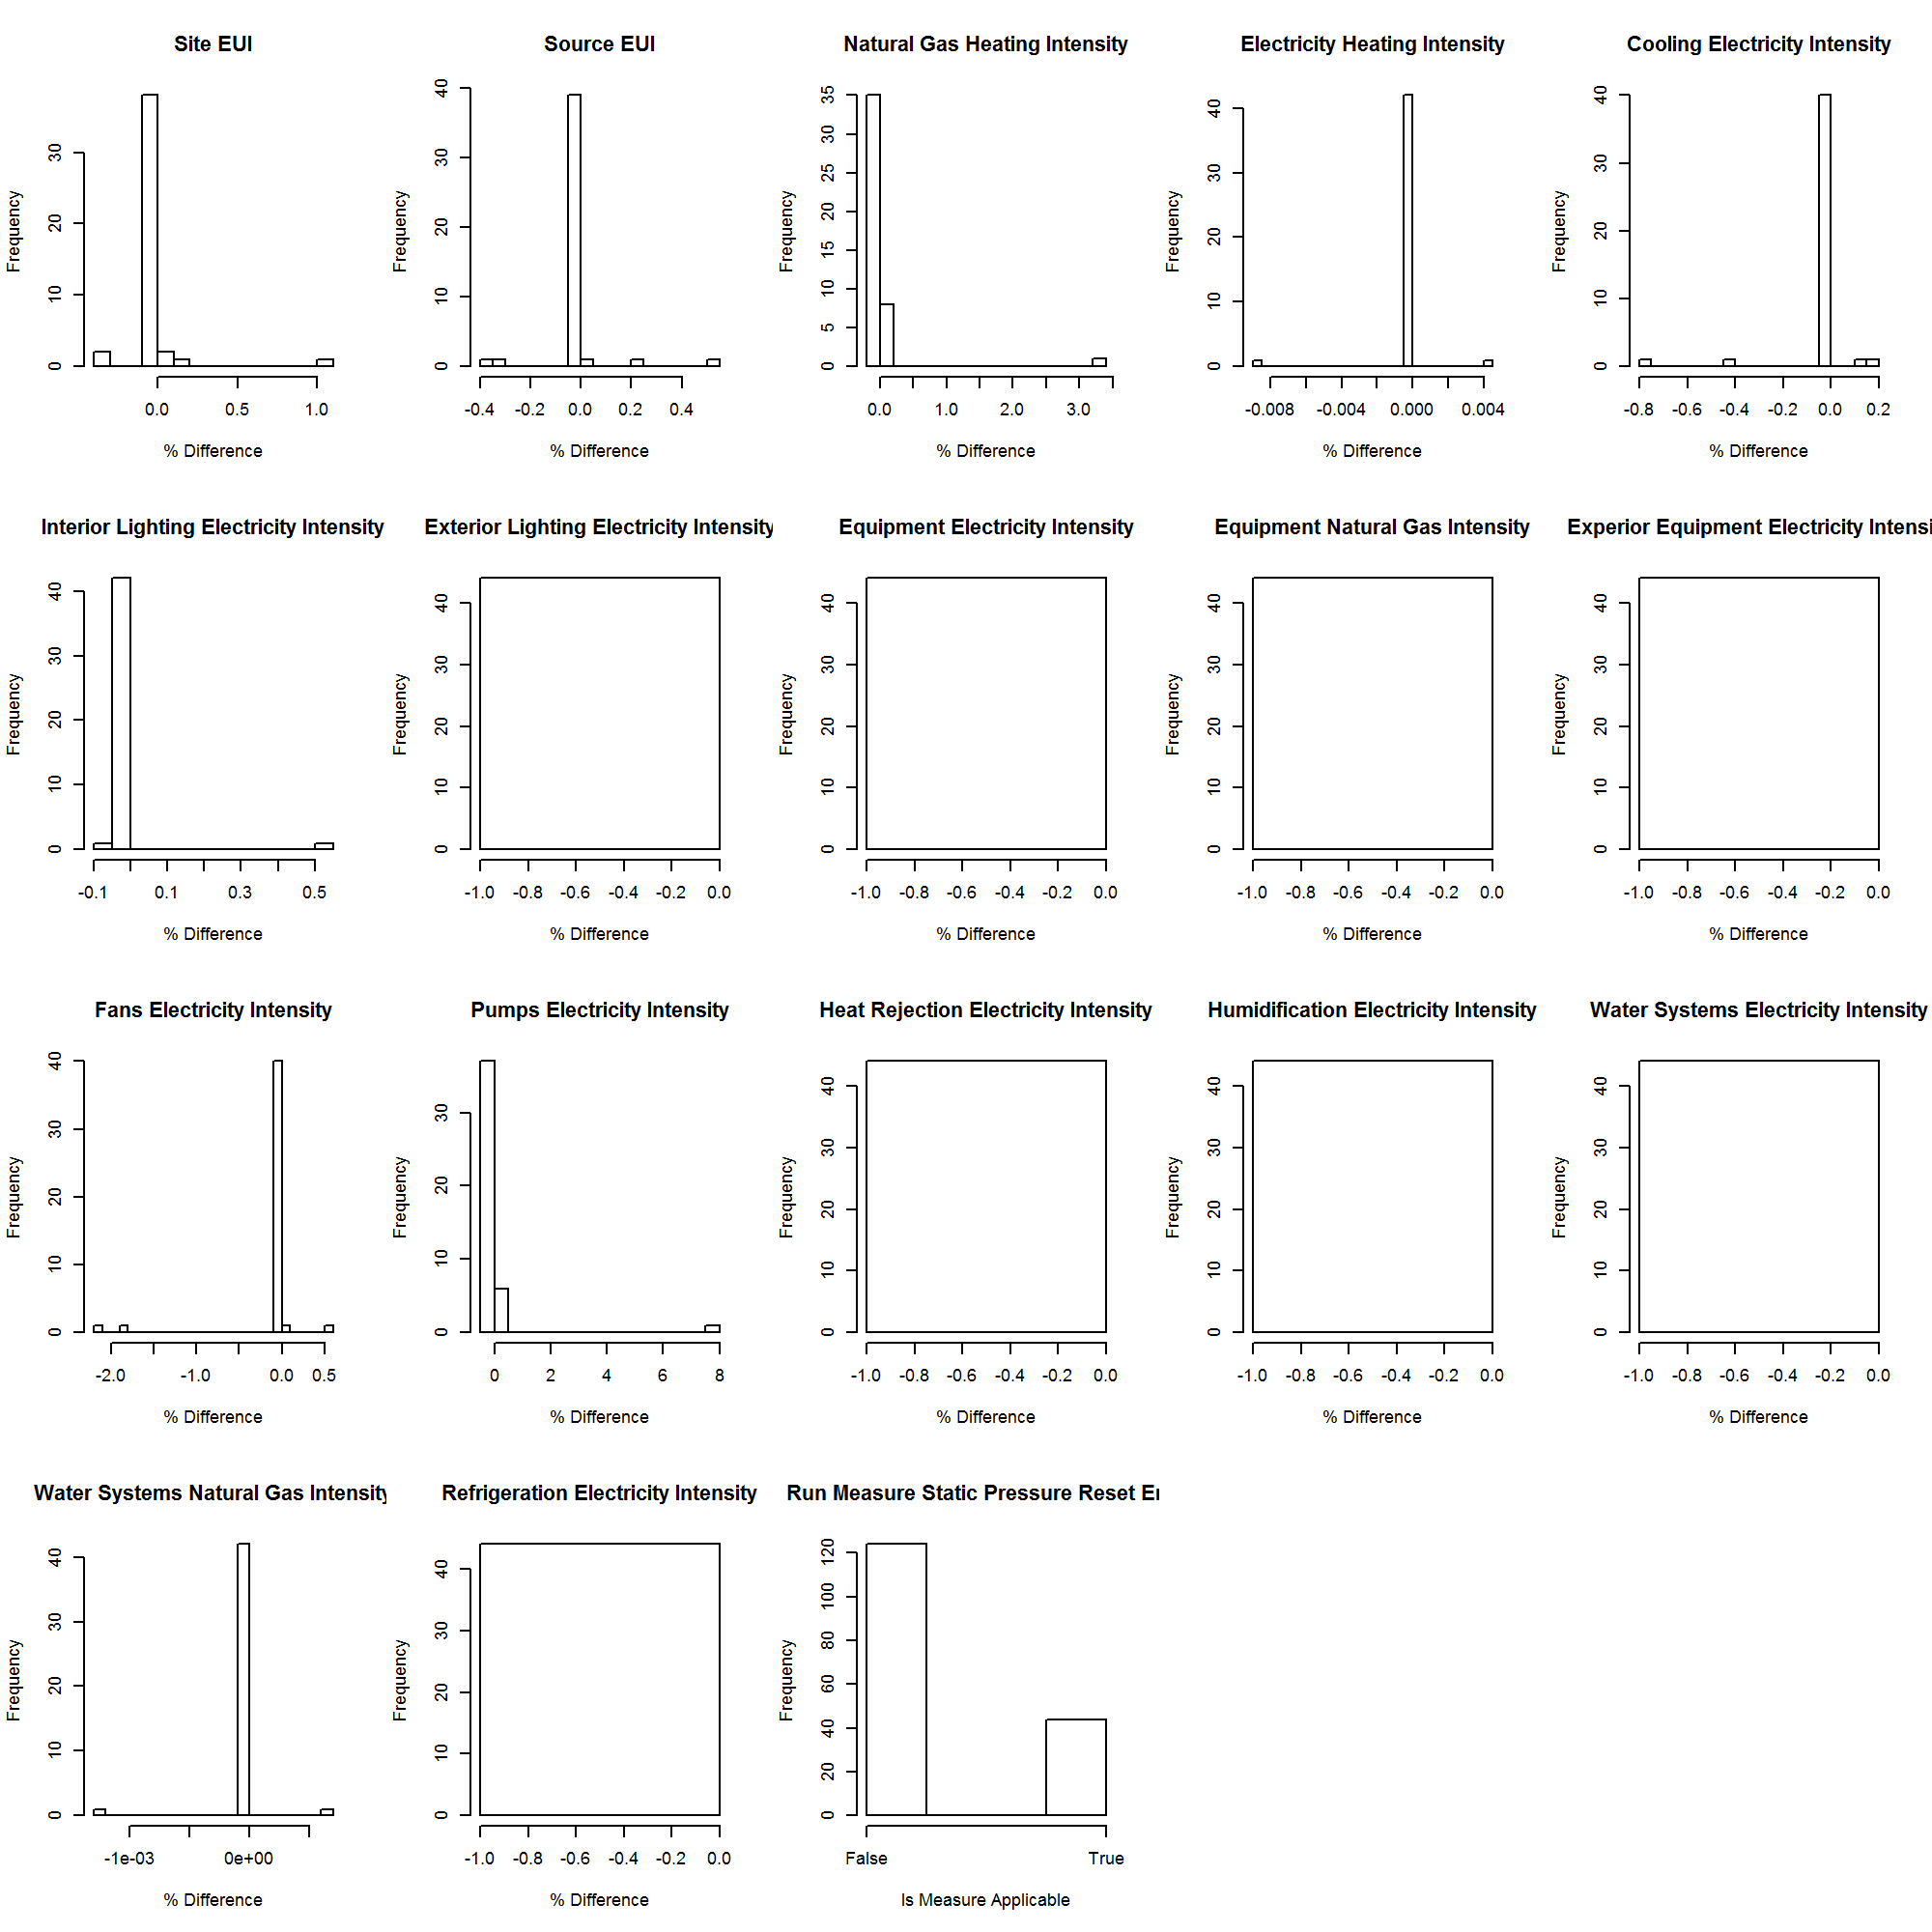 Site EUI
Frequency
0 10 20 30
0.0 0.5 1.0
% Difference
Source EUI
Frequency
0 10 20 30 40
-0.4 -0.2 0.0 0.2 0.4
% Difference
Natural Gas Heating Intensity
Frequency
0 5 10 15 20 25 30 35
0.0 1.0 2.0 3.0
% Difference
Electricity Heating Intensity
Frequency
0 10 20 30 40
-0.008 -0.004 0.000 0.004
% Difference
Cooling Electricity Intensity
Frequency
0 10 20 30 40
-0.8 -0.6 -0.4 -0.2 0.0 0.2
% Difference
Interior Lighting Electricity Intensity
Frequency
0 10 20 30 40
-0.1 0.1 0.3 0.5
% Difference
Exterior Lighting Electricity Intensity
Frequency
0 10 20 30 40
-1.0 -0.8 -0.6 -0.4 -0.2 0.0
% Difference
Equipment Electricity Intensity
Frequency
0 10 20 30 40
-1.0 -0.8 -0.6 -0.4 -0.2 0.0
% Difference
Equipment Natural Gas Intensity
Frequency
0 10 20 30 40
-1.0 -0.8 -0.6 -0.4 -0.2 0.0
% Difference
Experior Equipment Electricity Intensi
Frequency
0 10 20 30 40
-1.0 -0.8 -0.6 -0.4 -0.2 0.0
% Difference
Fans Electricity Intensity
Frequency
0 10 20 30 40
-2.0 -1.0 0.0 0.5
% Difference
Pumps Electricity Intensity
Frequency
0 10 20 30
0 2 4 6 8
% Difference
Heat Rejection Electricity Intensity
Frequency
0 10 20 30 40
-1.0 -0.8 -0.6 -0.4 -0.2 0.0
% Difference
Humidification Electricity Intensity
Frequency
0 10 20 30 40
-1.0 -0.8 -0.6 -0.4 -0.2 0.0
% Difference
Water Systems Electricity Intensity
Frequency
0 10 20 30 40
-1.0 -0.8 -0.6 -0.4 -0.2 0.0
% Difference
Water Systems Natural Gas Intensity
Frequency
0 10 20 30 40
-1e-03 0e+00
% Difference
Refrigeration Electricity Intensity
Frequency
0 10 20 30 40
-1.0 -0.8 -0.6 -0.4 -0.2 0.0
% Difference
Run Measure Static Pressure Reset
Frequency
0 20 40 60 80 100 120
False True
Is Measure Applicable